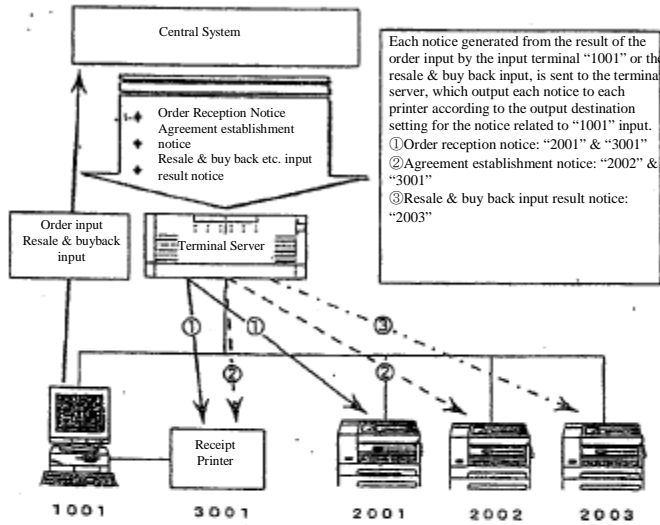 Central System
Order Reception Notice
Agreement establishment
notice
Resale & buy back etc. input
result notice
Each notice generated from the result of the
order input by the input terminal “1001” or the
resale & buy back input, is sent to the terminal
server, which output each notice to each
printer according to the output destination
setting for the notice related to “1001” input.
①Order reception notice: “2001” & “3001”
②Agreement establishment notice: “2002” &
“3001”
③Resale & buy back input result notice:
“2003”
Order input
Resale & buyback
input
Terminal Server
① ① ③
② ②
Receipt
Printer
1001 3001 2001 2002 2003